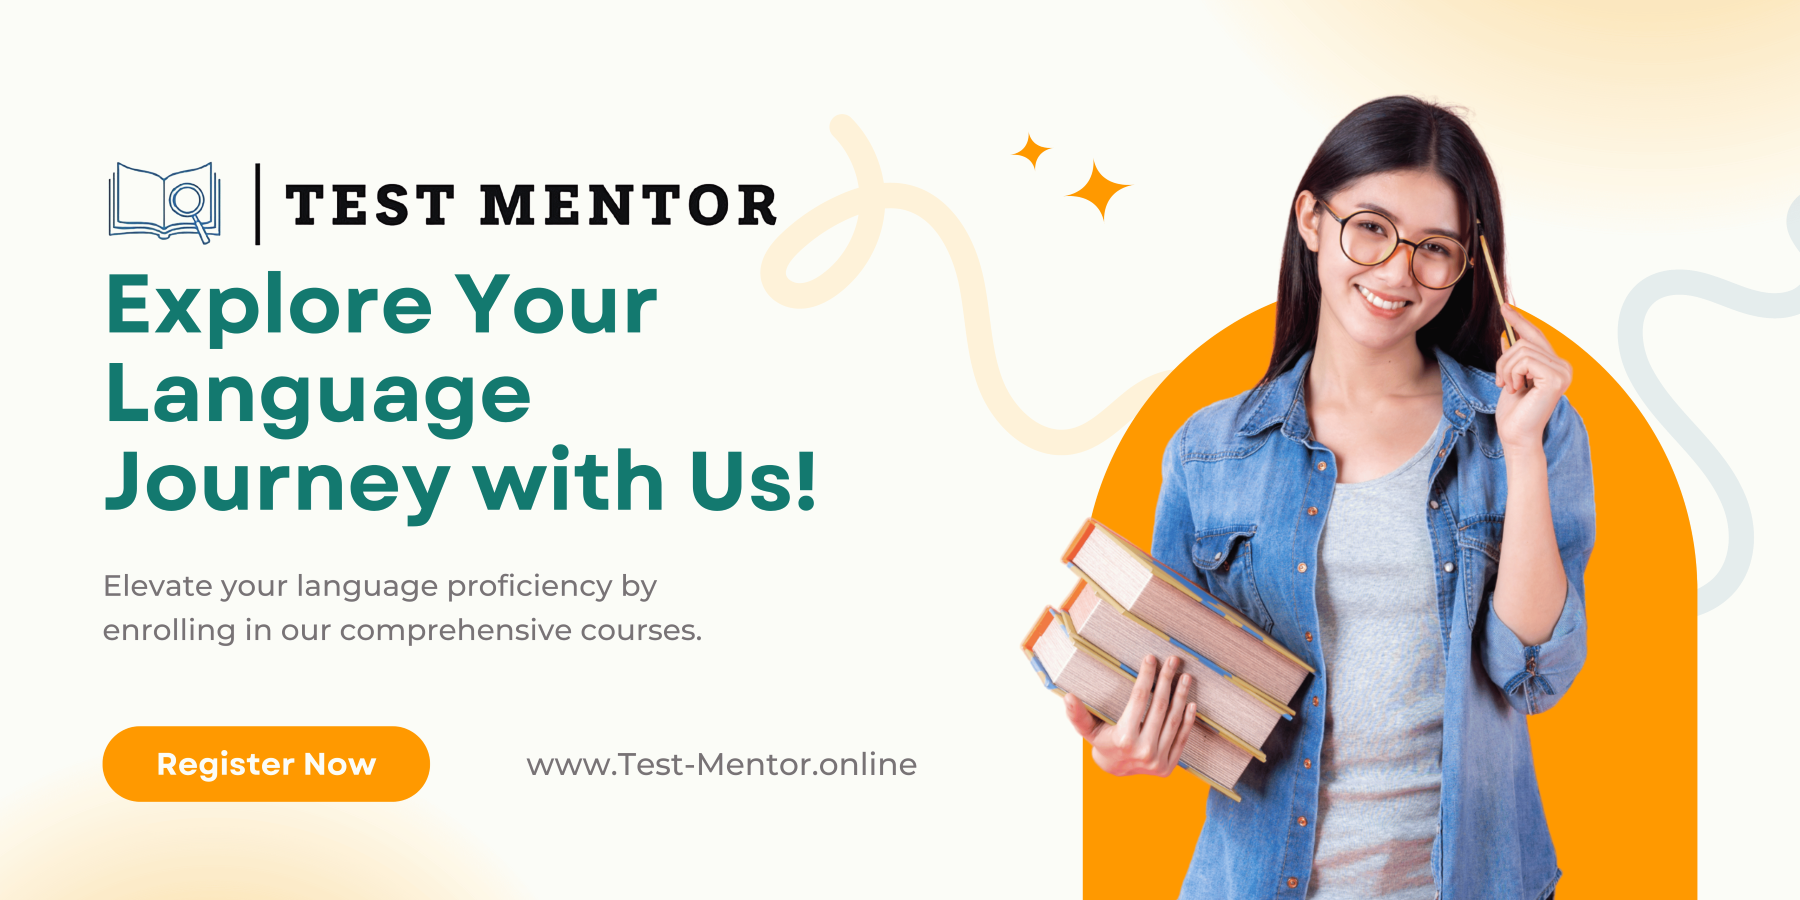 TEST MENTOR
Explore Your
Language
Journey with Us!
Elevate your language proficiency by
enrolling in our comprehensive courses.
Register Now
www.Test-Mentor.online